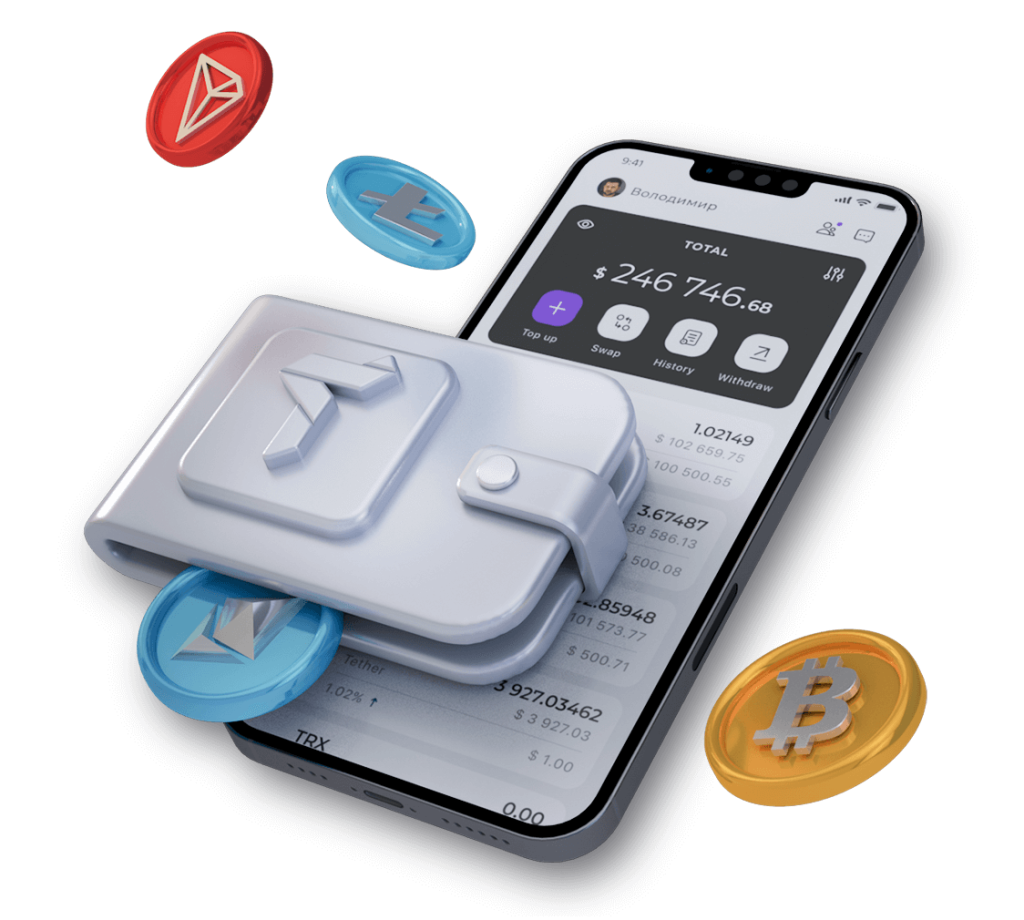 9:41
Володимир
TOTAL
$ 246 746.68
Top up
Swap
History
Withdraw
1.02149
$ 102 659.75
100 500.55
3.67487
586.13
500.08
.85948
101 573.77
$ 500.71
Tether
3 927.03462
1.02% ↑
$ 3 927.03
$ 1.00
TRX
0.00